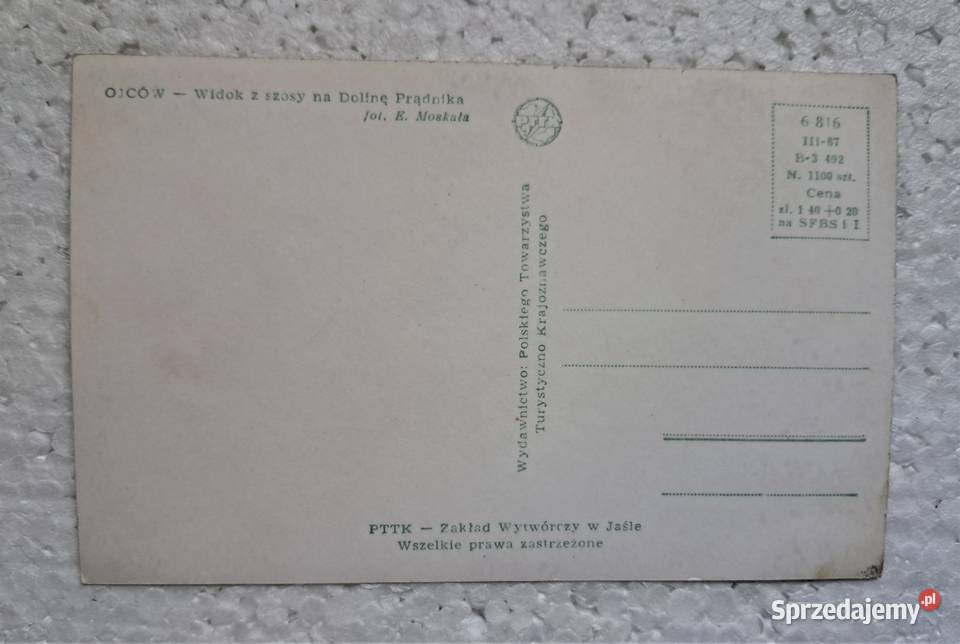 OJCÓW — Widok z szosy na Dolinę Prądnika
fot. E. Moskała
6 816
III-67
B-3 492
N. 1100 szt.
Cena
zł. 1 40 +0 20
na SFBS i I
Wydawnictwo: Polskiego Towarzystwa
Turystyczno Krajoznawczego
PTTK — Zakład Wytwórczy w Jaśle
Wszelkie prawa zastrzeżone
Sprzedajemy.pl